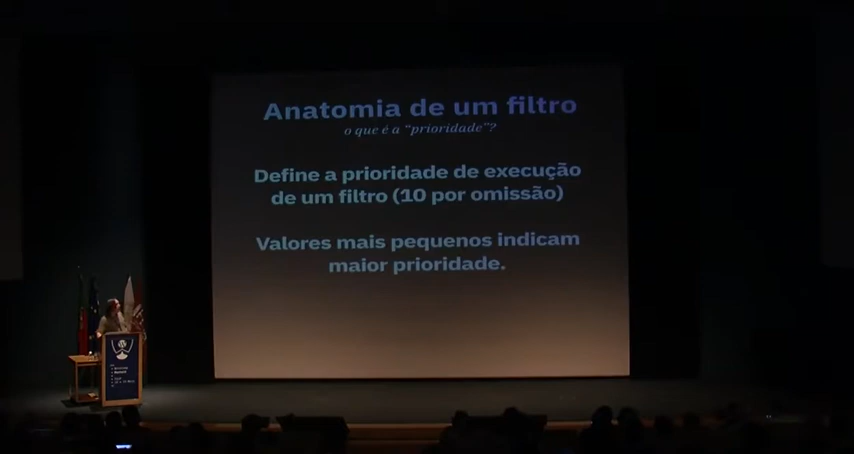 Anatomia de um filtro
o que é a “prioridade”?
Define a prioridade de execução
de um filtro (10 por omissão)
Valores mais pequenos indicam
maior prioridade.